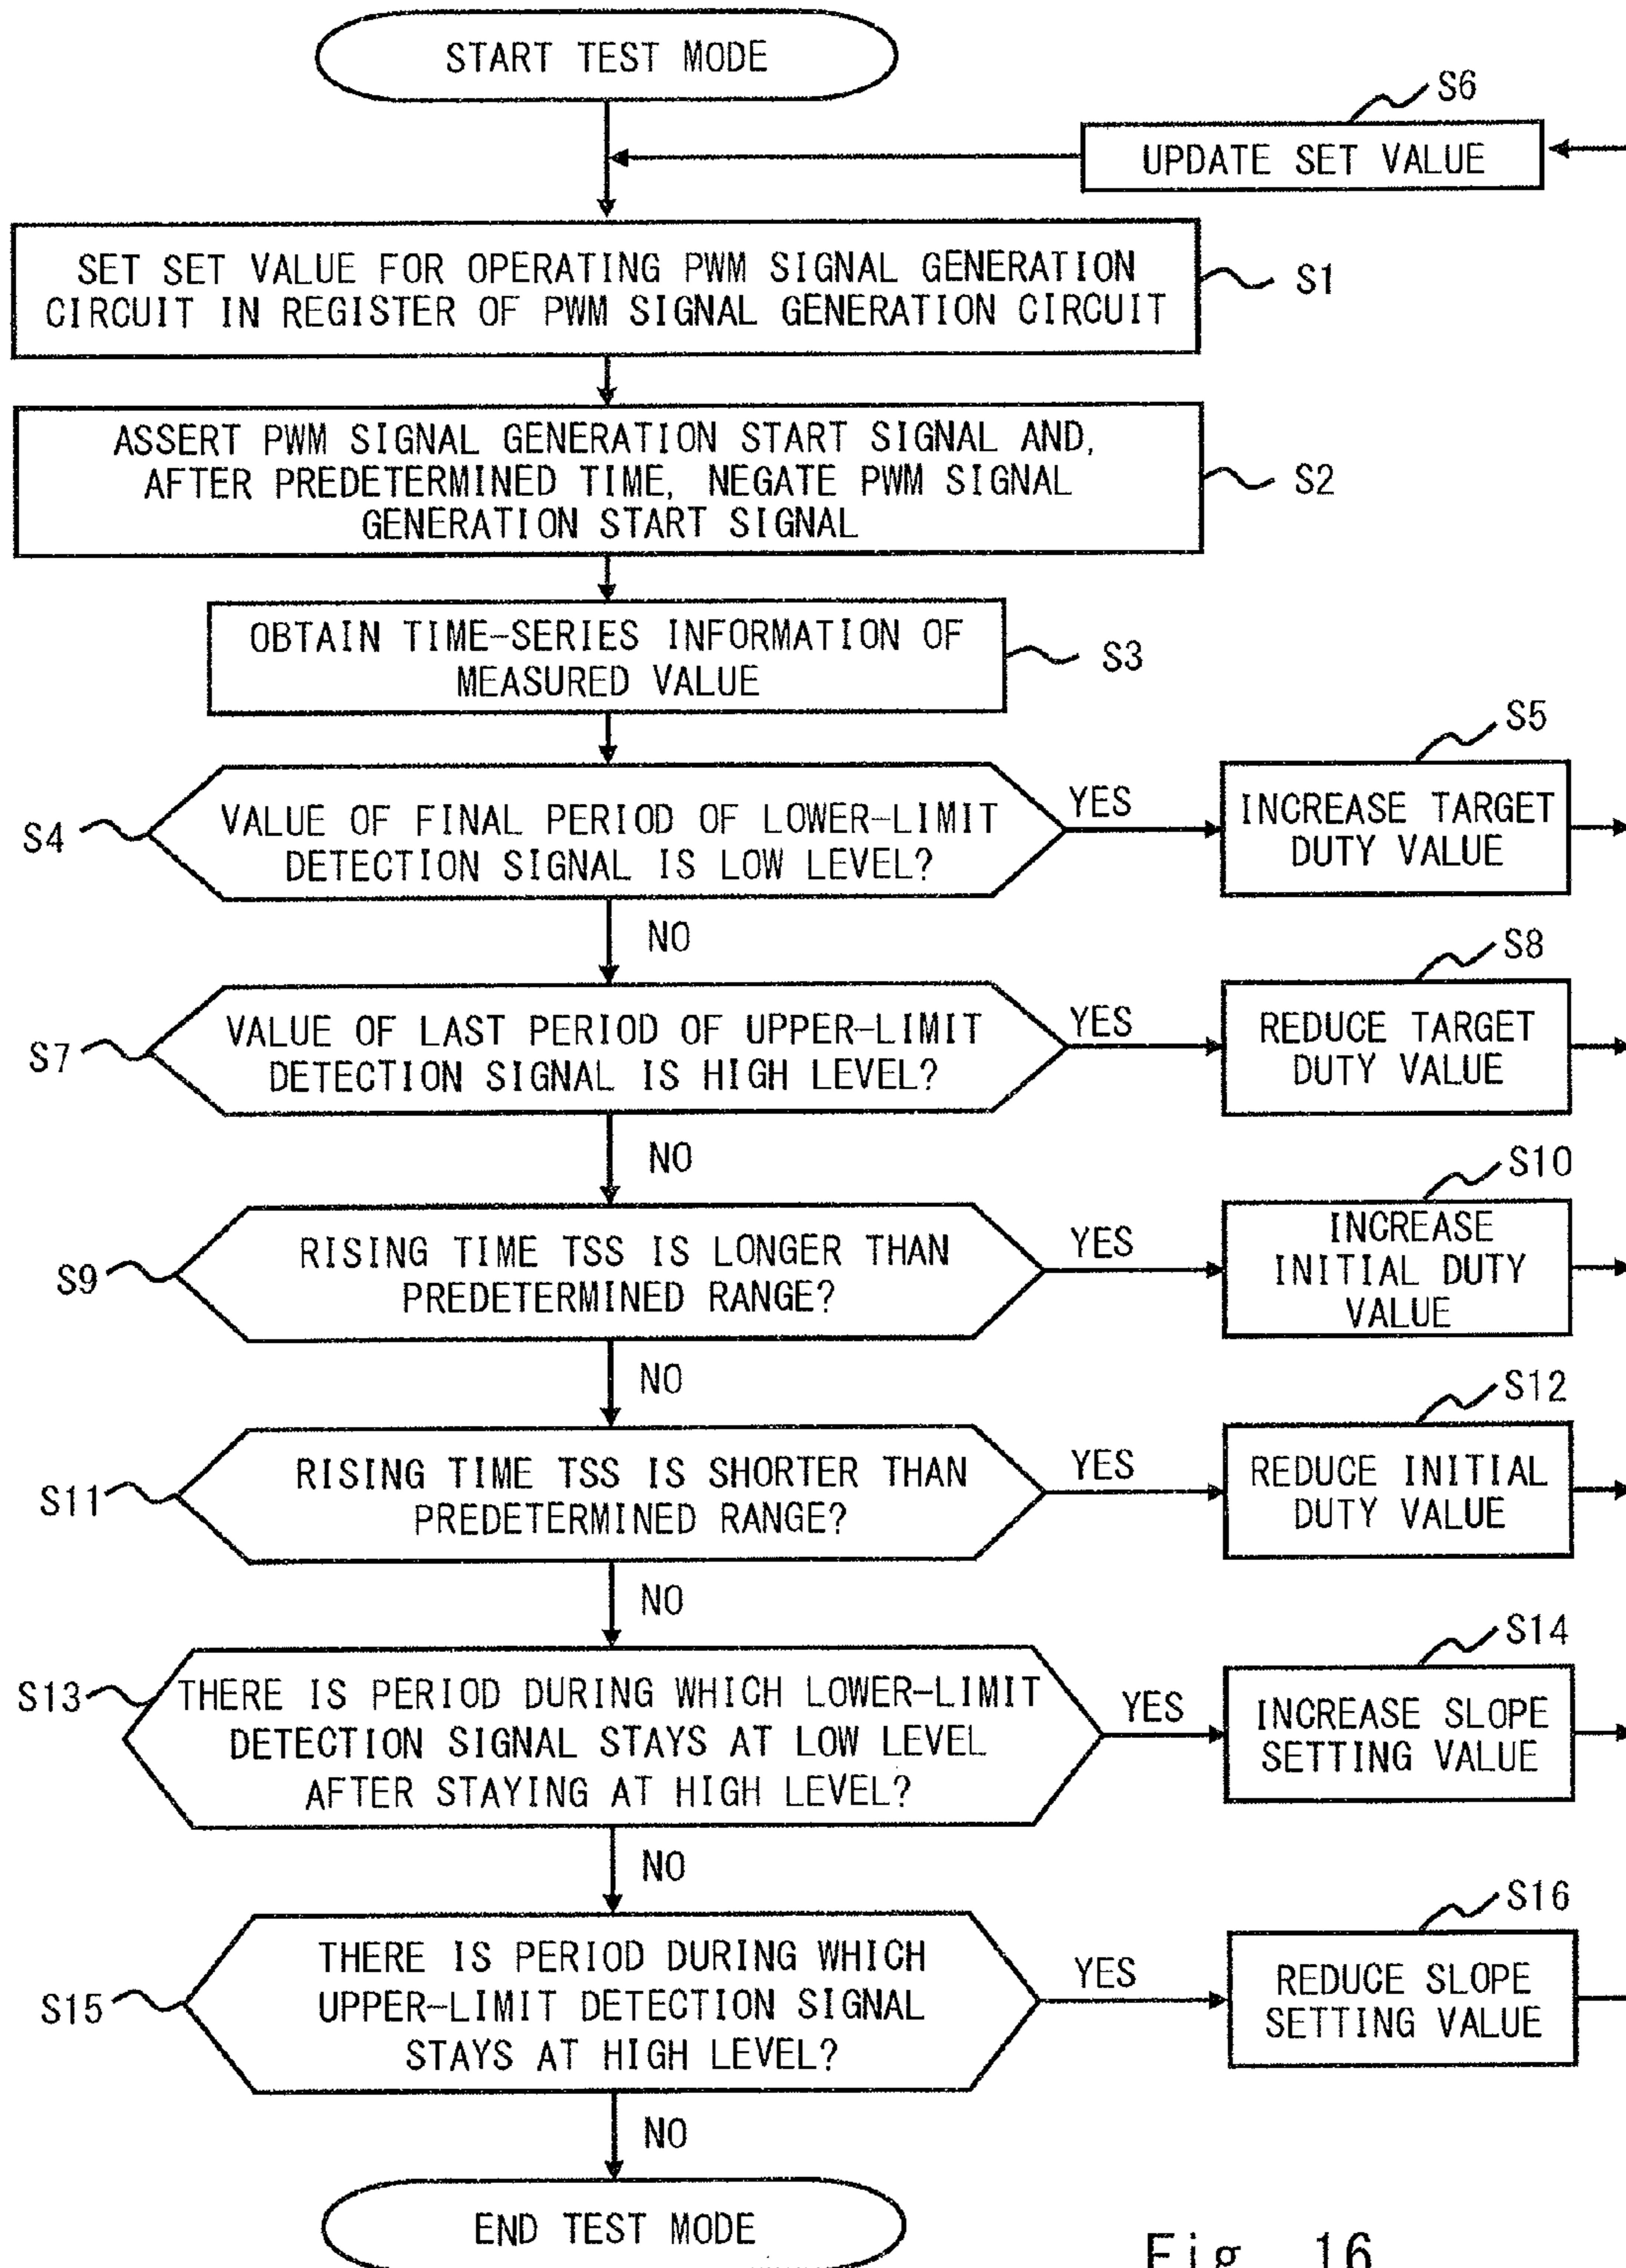 START TEST MODE
S6
UPDATE SET VALUE
SET SET VALUE FOR OPERATING PWM SIGNAL GENERATION
CIRCUIT IN REGISTER OF PWM SIGNAL GENERATION CIRCUIT
S1
ASSERT PWM SIGNAL GENERATION START SIGNAL AND,
AFTER PREDETERMINED TIME, NEGATE PWM SIGNAL
GENERATION START SIGNAL
S2
OBTAIN TIME-SERIES INFORMATION OF
MEASURED VALUE
S3
S4
VALUE OF FINAL PERIOD OF LOWER-LIMIT
DETECTION SIGNAL IS LOW LEVEL?
YES
S5
INCREASE TARGET
DUTY VALUE
NO
S7
VALUE OF LAST PERIOD OF UPPER-LIMIT
DETECTION SIGNAL IS HIGH LEVEL?
YES
S8
REDUCE TARGET
DUTY VALUE
NO
S9
RISING TIME TSS IS LONGER THAN
PREDETERMINED RANGE?
YES
S10
INCREASE
INITIAL DUTY
VALUE
NO
S11
RISING TIME TSS IS SHORTER THAN
PREDETERMINED RANGE?
YES
S12
REDUCE INITIAL
DUTY VALUE
NO
S13
THERE IS PERIOD DURING WHICH LOWER-LIMIT
DETECTION SIGNAL STAYS AT LOW LEVEL
AFTER STAYING AT HIGH LEVEL?
YES
S14
INCREASE SLOPE
SETTING VALUE
NO
S15
THERE IS PERIOD DURING WHICH
UPPER-LIMIT DETECTION SIGNAL
STAYS AT HIGH LEVEL?
YES
S16
REDUCE SLOPE
SETTING VALUE
NO
END TEST MODE
Fig. 16